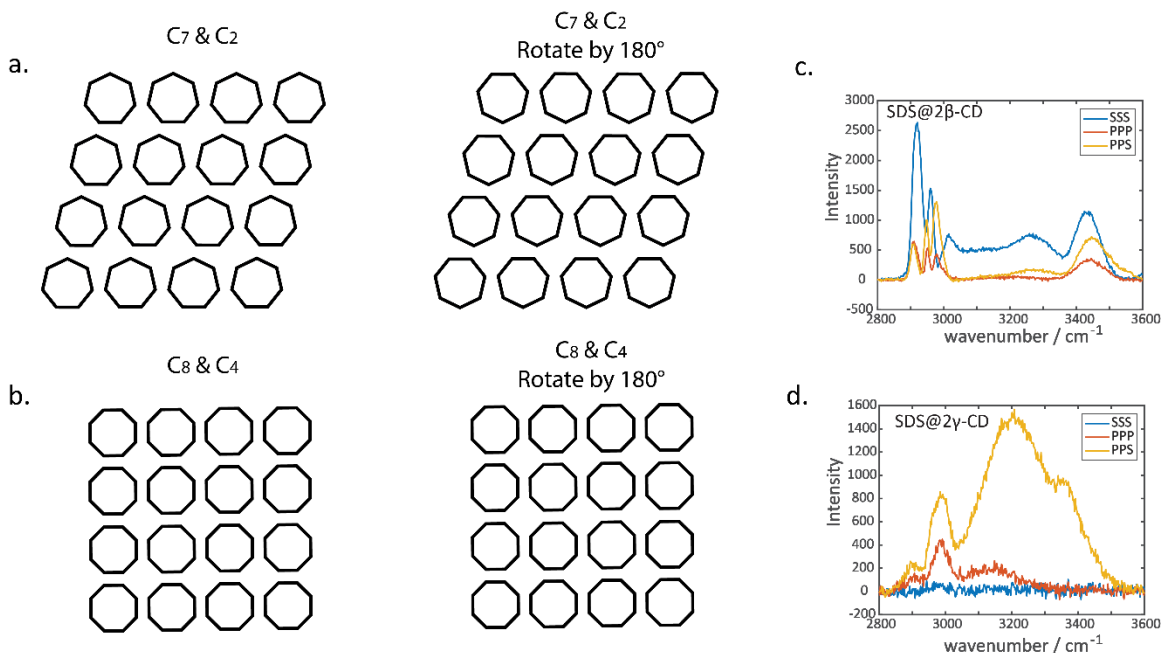 C7 & C2
C7 & C2
Rotate by 180°
a.
c.
SDS@2β-CD
SSS
PPP
PPS
3000
2500
2000
1500
1000
500
0
-500
Intensity
2800
3000
3200
3400
3600
wavenumber / cm-1
C8 & C4
C8 & C4
Rotate by 180°
b.
d.
SDS@2γ-CD
SSS
PPP
PPS
1600
1400
1200
1000
800
600
400
200
0
-200
Intensity
2800
3000
3200
3400
3600
wavenumber / cm-1